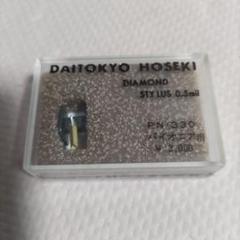 DAITOKYO HOSEKI
DIAMOND
STYLUS 0.5mil
PN-330
パイオニア用
¥ 2,000